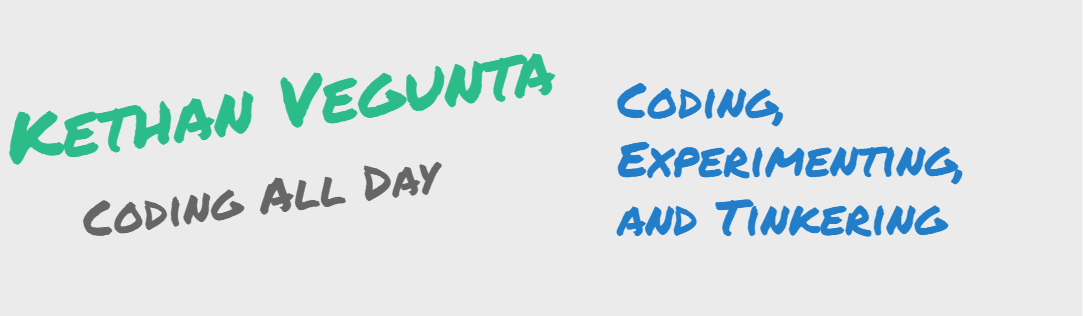 Kethan Vegunta
Coding All Day
Coding,
Experimenting,
and Tinkering